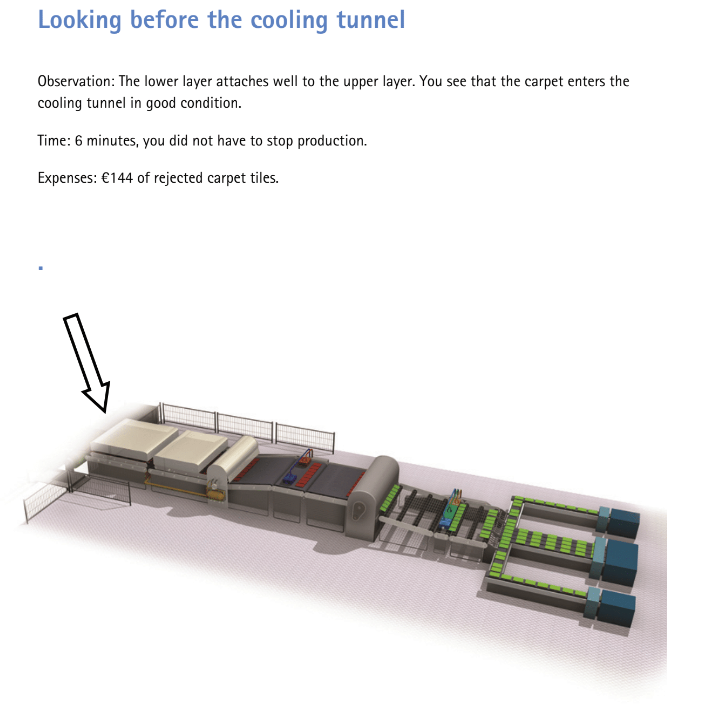 Looking before the cooling tunnel
Observation: The lower layer attaches well to the upper layer. You see that the carpet enters the
cooling tunnel in good condition.
Time: 6 minutes, you did not have to stop production.
Expenses: €144 of rejected carpet tiles.